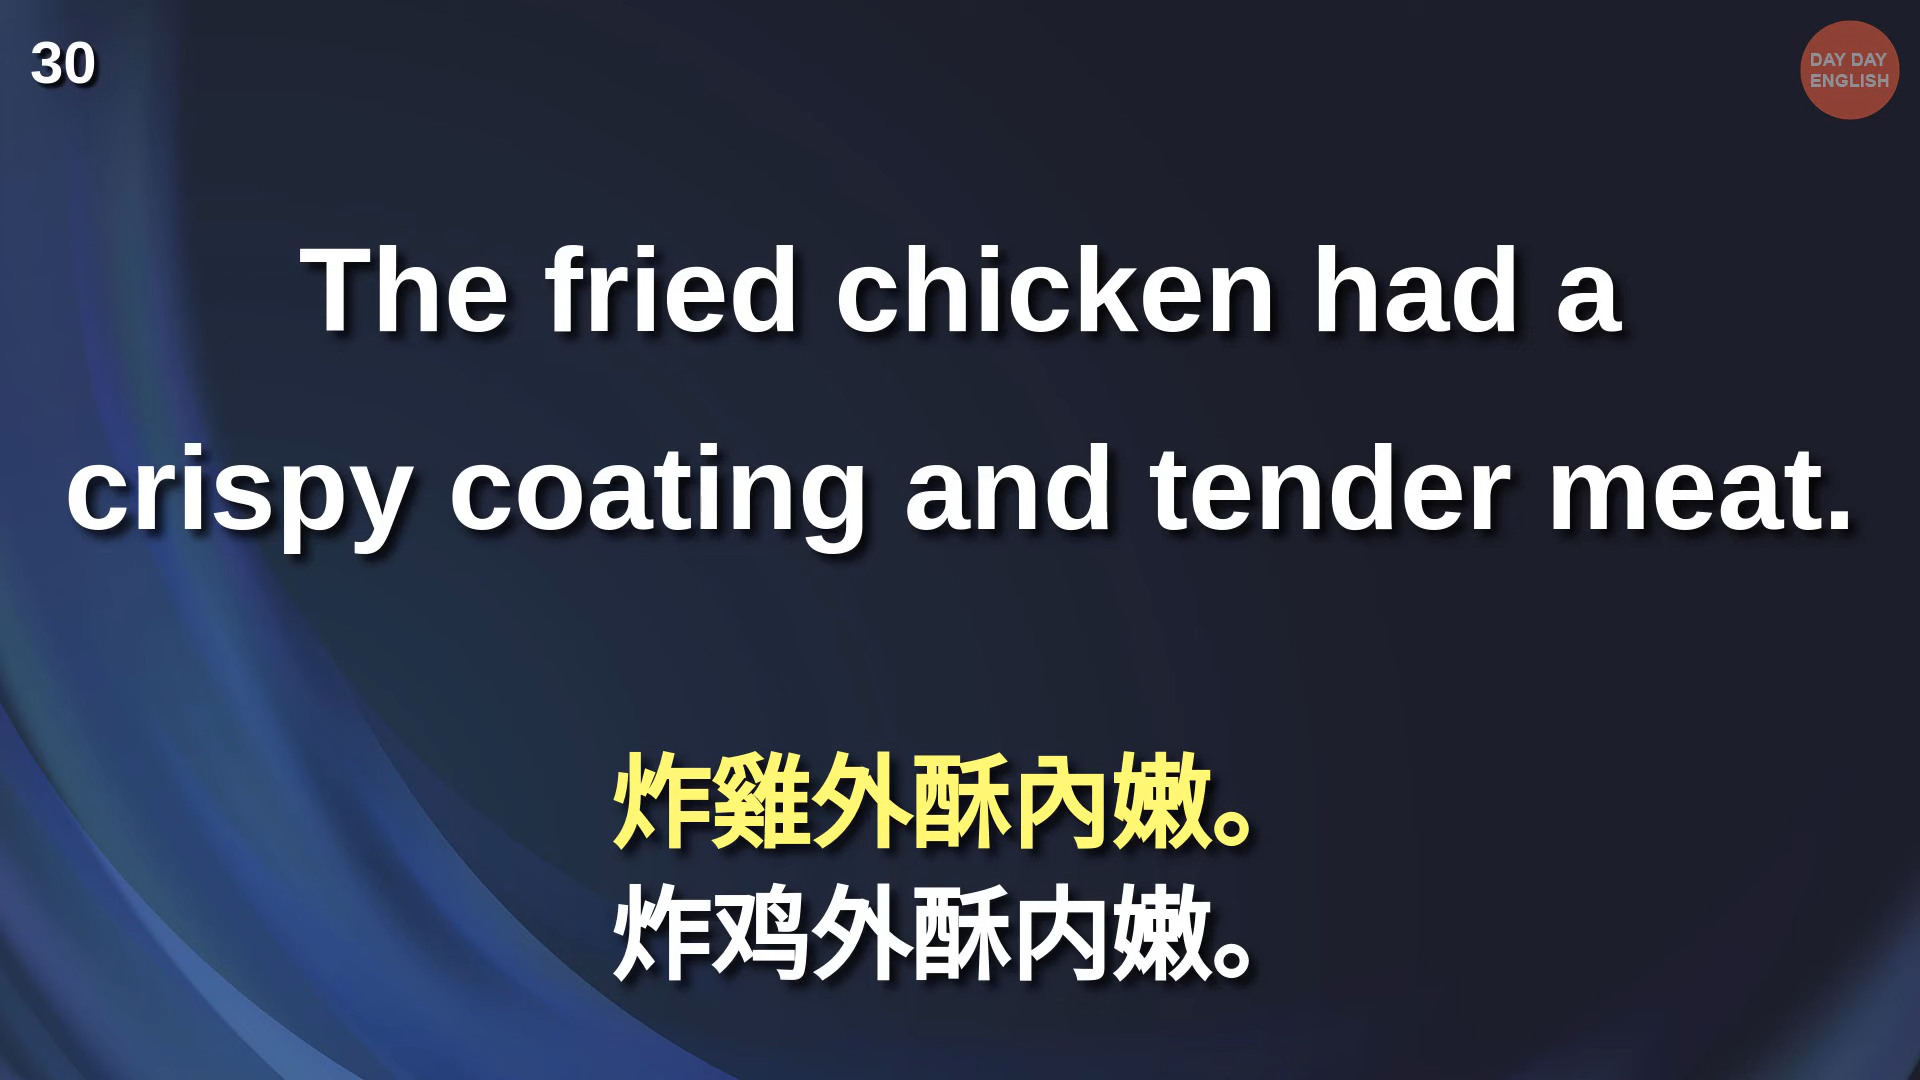 30
DAY DAY
ENGLISH
The fried chicken had a
crispy coating and tender meat.
炸雞外酥內嫩。
炸鸡外酥内嫩。